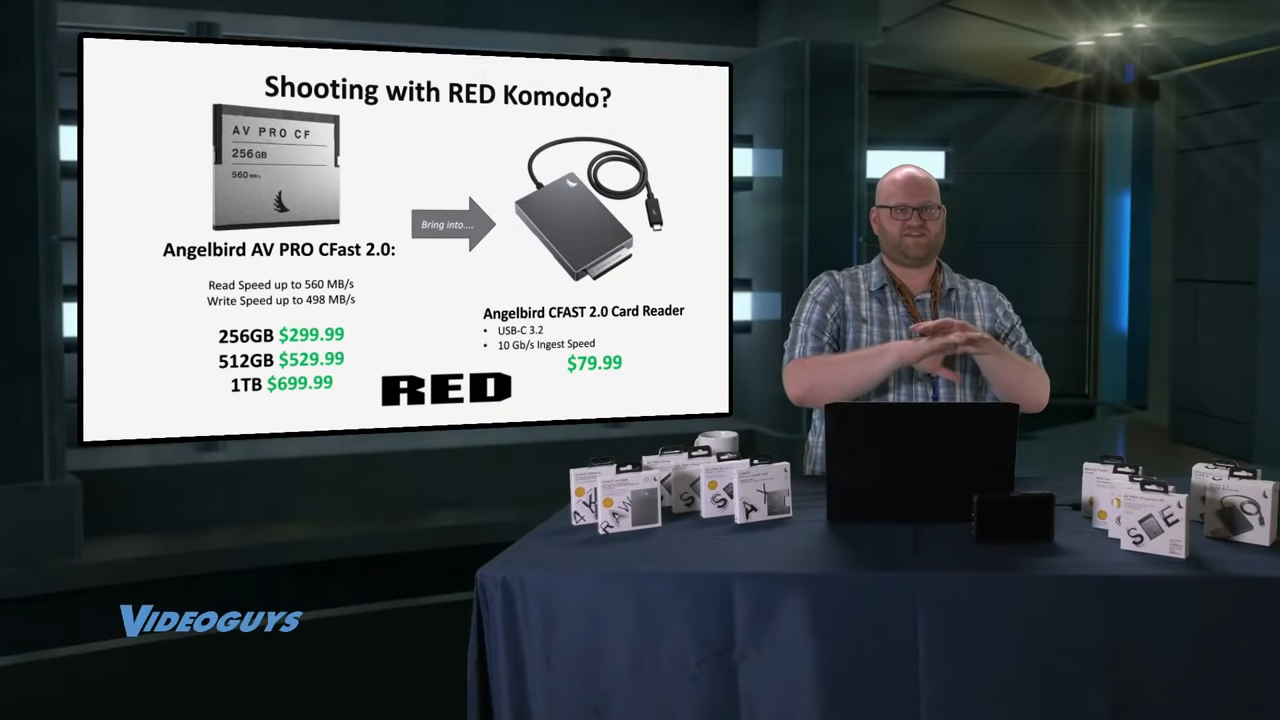 Shooting with RED Komodo?
AV PRO CF
256GB
560 MB/s
Bring into....
Angelbird AV PRO CFast 2.0:
Read Speed up to 560 MB/s
Write Speed up to 498 MB/s
256GB $299.99
512GB $529.99
1TB $699.99
Angelbird CFAST 2.0 Card Reader
• USB-C 3.2
• 10 Gb/s Ingest Speed
$79.99
RED
RAW
VIDEOGUYS